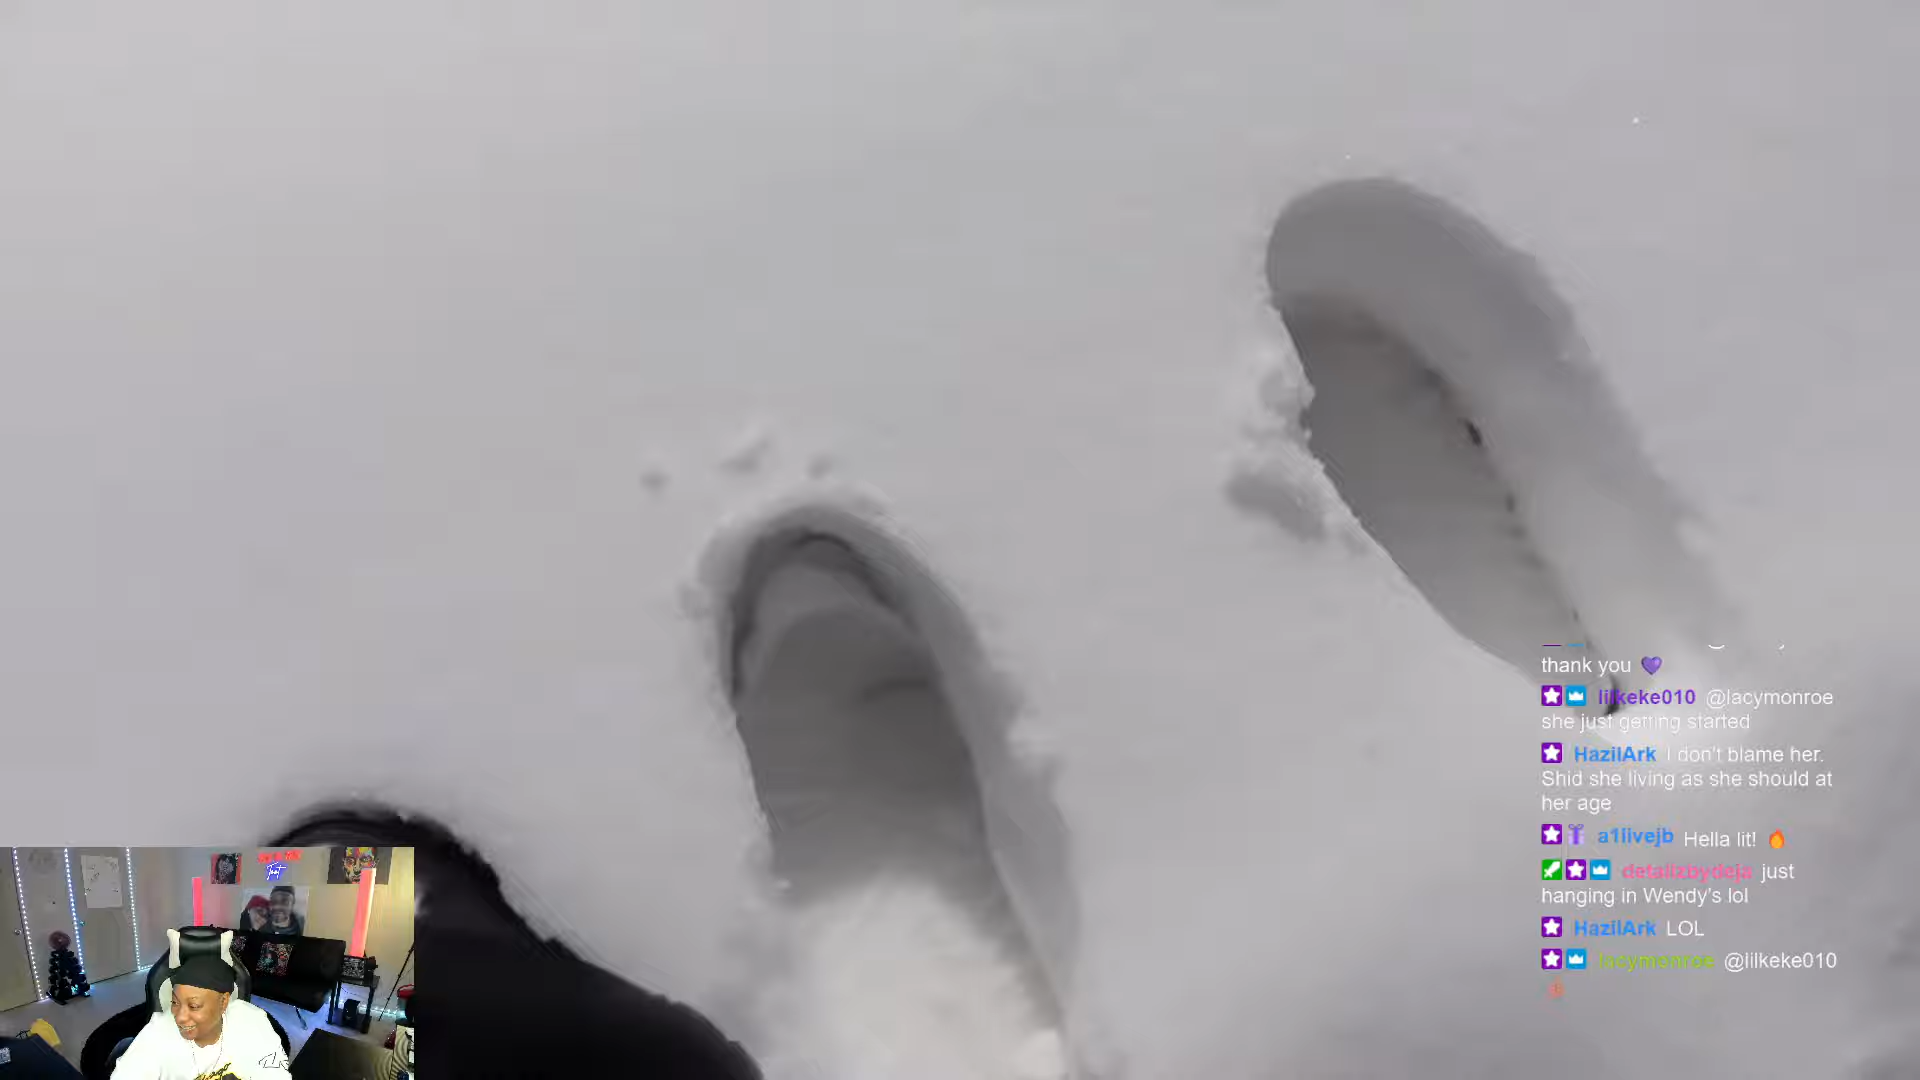 thank you
lilkeke010 @lacymonroe
she just getting started
HazilArk I don't blame her.
Shid she living as she should at
her age
a1livejb Hella lit!
detailzbydeja just
hanging in Wendy's lol
HazilArk LOL
lacymonroe @lilkeke010